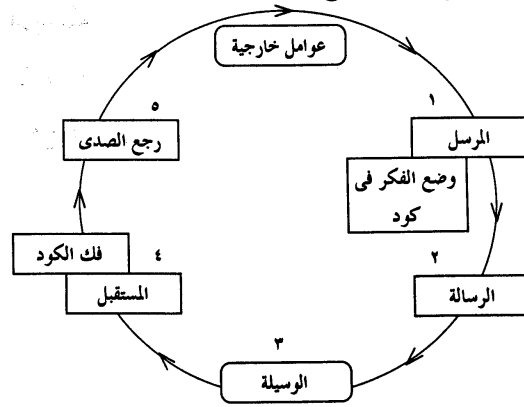 عوامل خارجية
١
المرسل
وضع الفكر فى
كود
٢
الرسالة
٣
الوسيلة
٤
المستقبل
فك الكود
٥
رجع الصدى